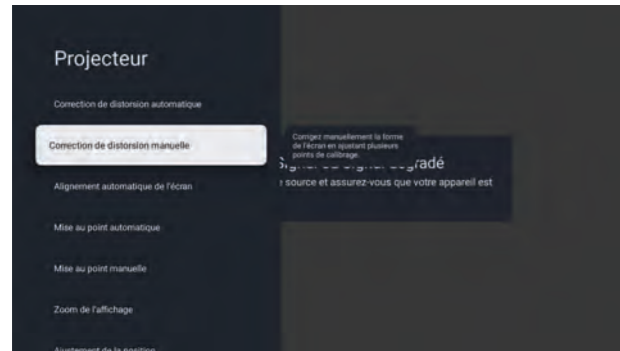 Projecteur
Correction de distorsion automatique
Correction de distorsion manuelle
Corrigez manuellement la forme
de l'écran en ajustant plusieurs
points de calibrage.
Alignement automatique de l'écran
source et assurez-vous que votre appareil est
Mise au point automatique
Mise au point manuelle
Zoom de l'affichage
Ajustement de la position